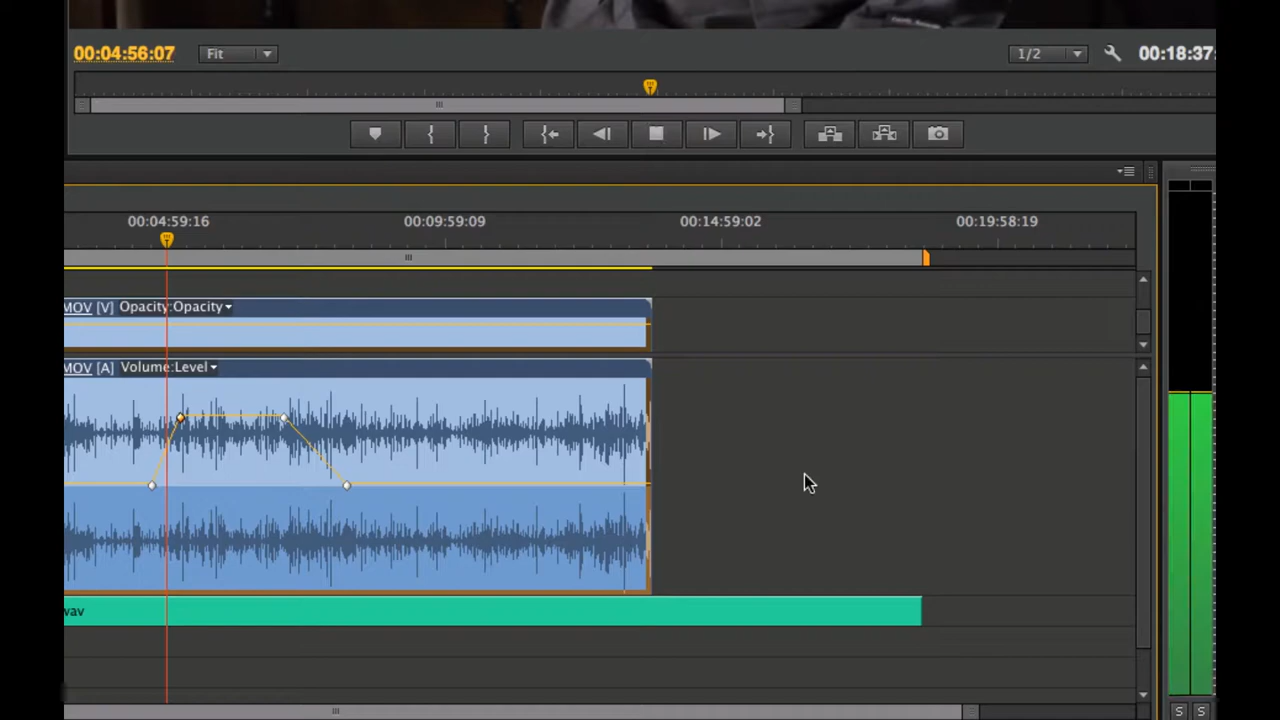 00:04:56:07 Fit 1/2 00:18:37
00:04:59:16 00:09:59:09 00:14:59:02 00:19:58:19
MOV [V] Opacity:Opacity
MOV [A] Volume:Level
wav
S S